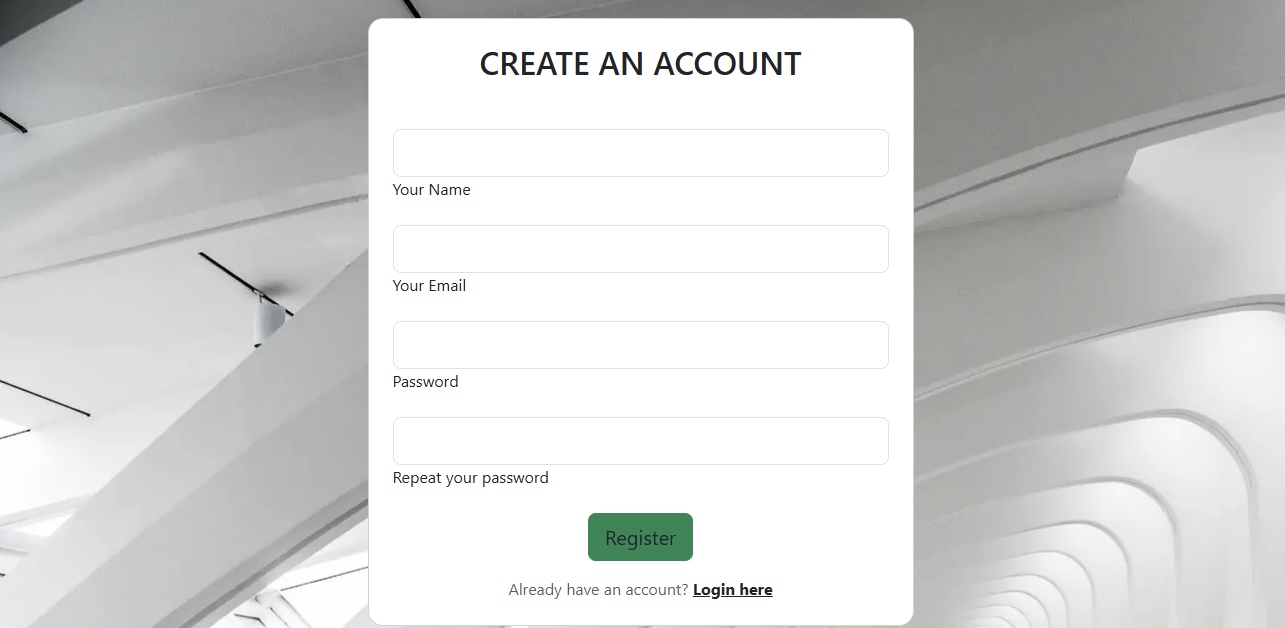 CREATE AN ACCOUNT
Your Name
Your Email
Password
Repeat your password
Register
Already have an account? Login here